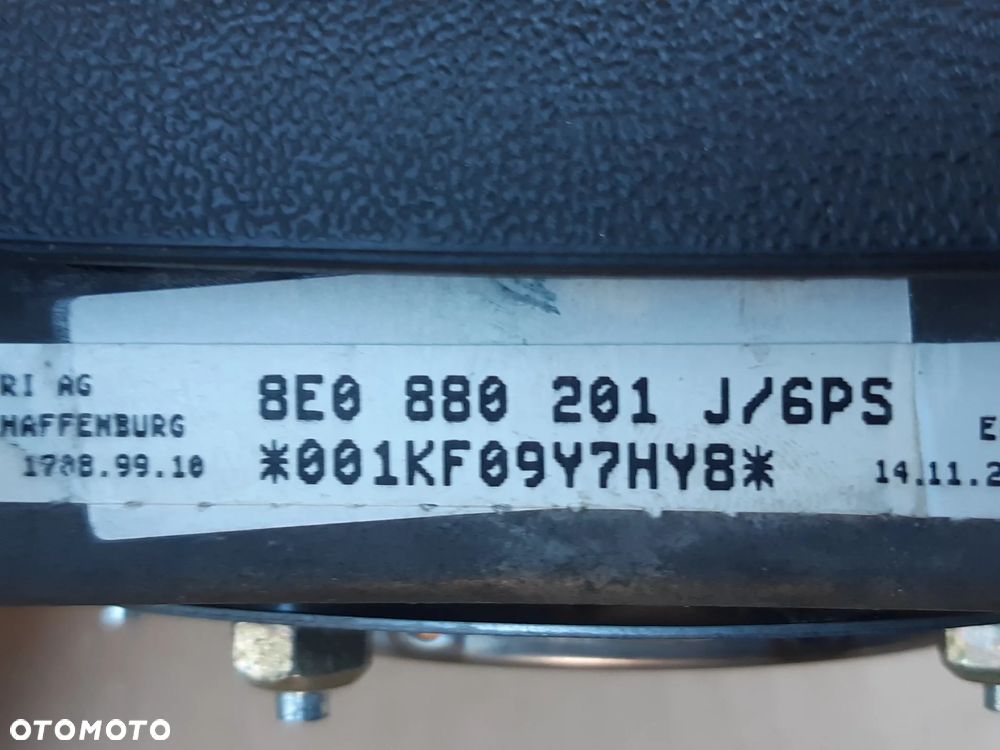 RI AG
HAFFENBURG
1708.99.10
8E0 880 201 J/6PS
*001KF09Y7HY8*
E
14.11.2
OTOMOTO